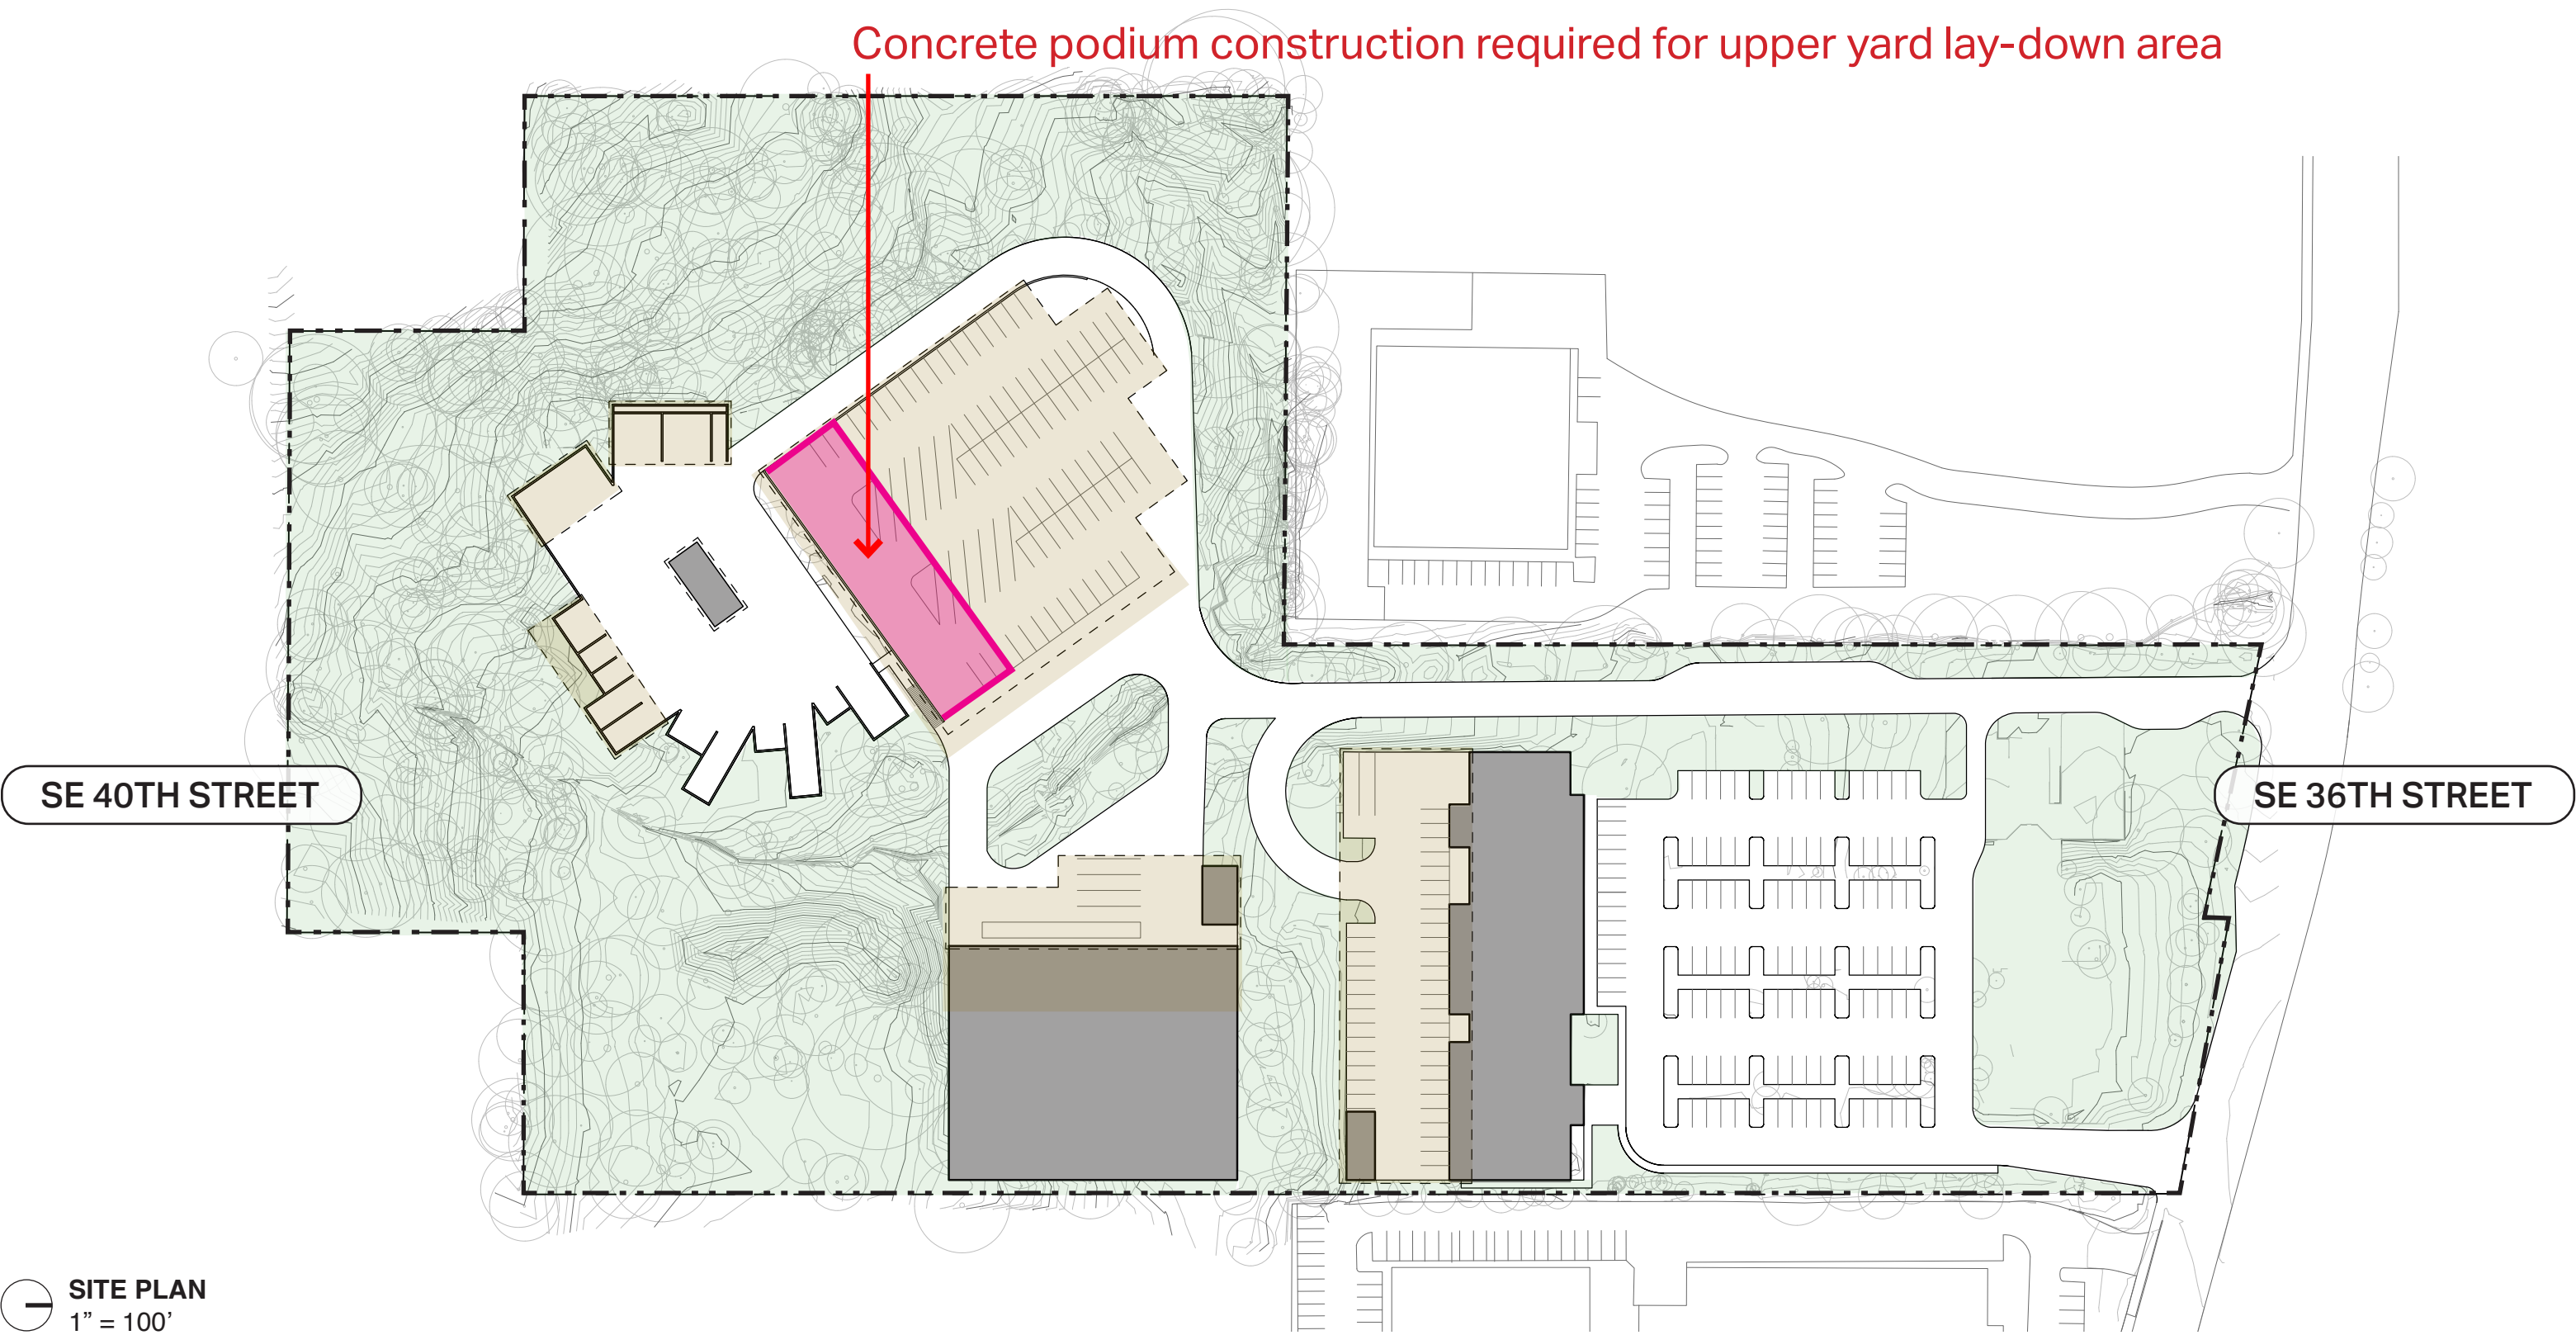 Concrete podium construction required for upper yard lay-down area
SE 40TH STREET
SE 36TH STREET
SITE PLAN
1” = 100’